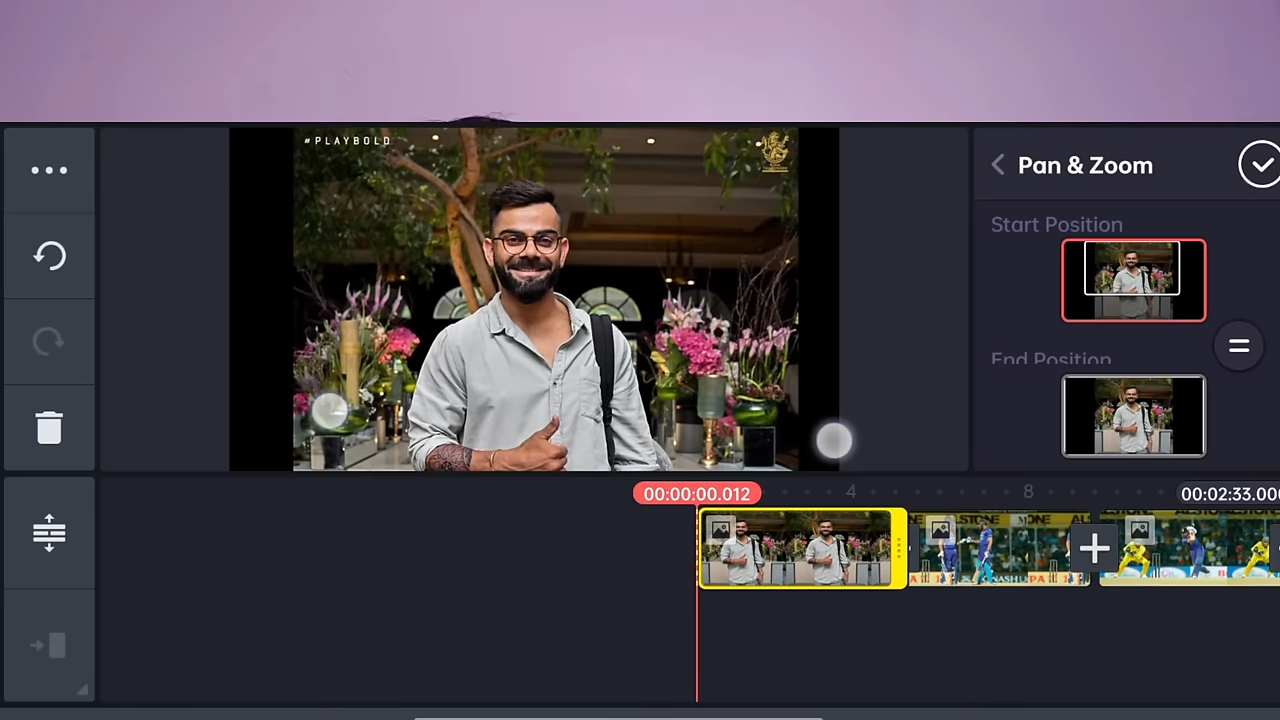 #PLAYBOLD
Pan & Zoom
Start Position
End Position
00:00:00.012
4
8
00:02:33.00